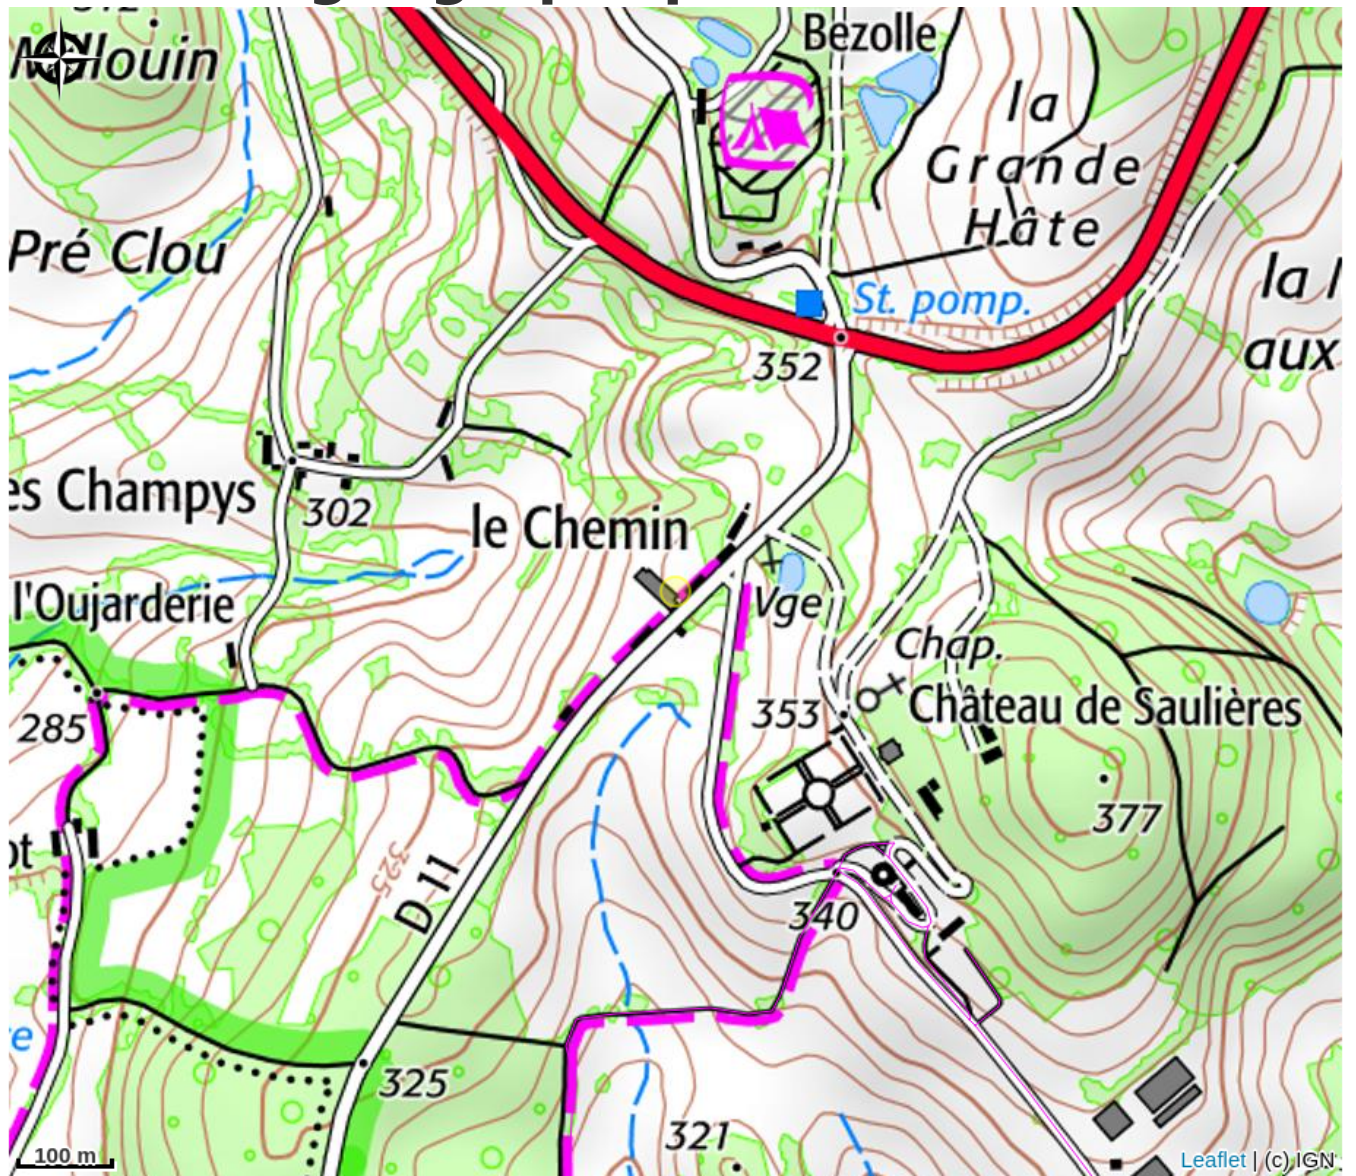 Bezolle
la
Grande
Hâte
Pré Clou
la
aux
St. pomp.
352
es Champys
302
le Chemin
l'Oujarderie
Vge
Chap.
353
Château de Saulières
285
377
ot
325
D 11
340
325
321
100 m
Leaflet | (c) IGN